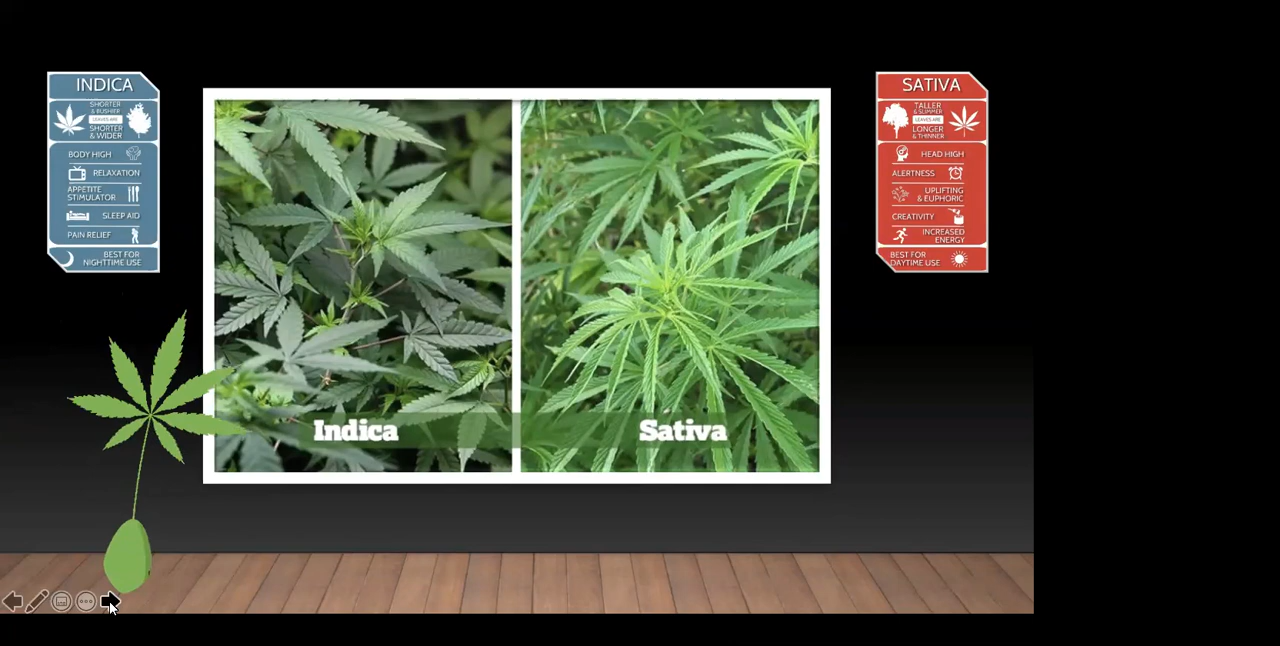 INDICA
SHORTER
& BUSHIER
LEAVES ARE
SHORTER
& WIDER
BODY HIGH
RELAXATION
APPETITE
STIMULATOR
SLEEP AID
PAIN RELIEF
BEST FOR
NIGHTTIME USE
Indica
Sativa
SATIVA
TALLER
& SLIMMER
LEAVES ARE
LONGER
& THINNER
HEAD HIGH
ALERTNESS
UPLIFTING
& EUPHORIC
CREATIVITY
INCREASED
ENERGY
BEST FOR
DAYTIME USE